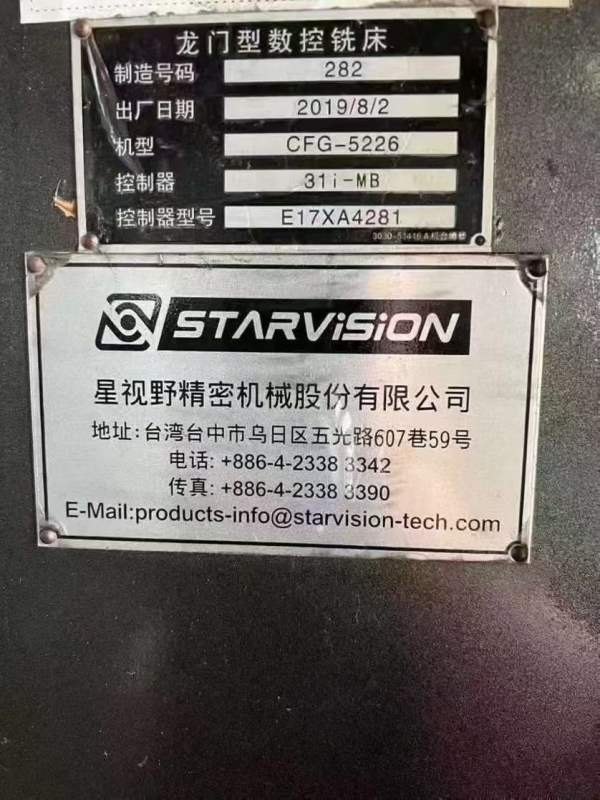 龙门型数控铣床
制造号码 282
出厂日期 2019/8/2
机型 CFG-5226
控制器 31i-MB
控制器型号 E17XA4281
STARViSiON
星视野精密机械股份有限公司
地址: 台湾台中市乌日区五光路607巷59号
电话: +886-4-2338 3342
传真: +886-4-2338 3390
E-Mail:products-info@starvision-tech.com